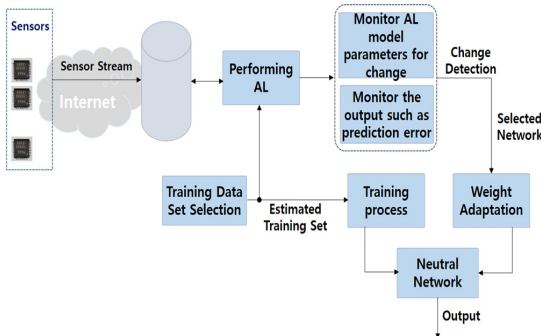 Sensors
Sensor Stream
Internet
Performing
AL
Monitor AL
model
parameters for
change
Monitor the
output such as
prediction error
Change
Detection
Selected
Network
Training Data
Set Selection
Estimated
Training Set
Training
process
Weight
Adaptation
Neutral
Network
Output